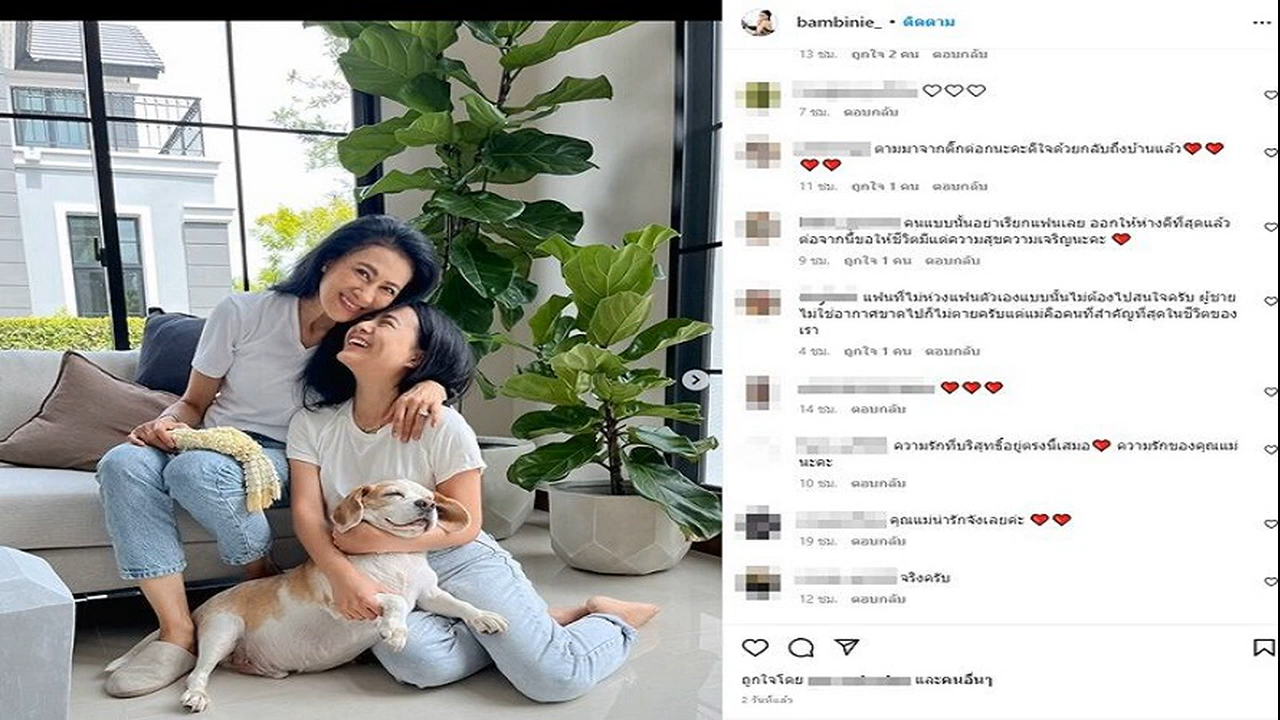 bambinie_ • ติดตาม
13 ชม. ถูกใจ 2 คน ตอบกลับ
7 ชม. ตอบกลับ
ตามมาจากติ๊กต่อกนะคะดีใจด้วยกลับถึงบ้านแล้ว❤❤
❤❤
11 ชม. ถูกใจ 1 คน ตอบกลับ
คนแบบนั้นอย่าเรียกแฟนเลย ออกให้ห่างดีที่สุดแล้ว
ต่อจากนี้ขอให้ชีวิตมีแต่ความสุขความเจริญนะคะ ❤
9 ชม. ถูกใจ 1 คน ตอบกลับ
แฟนที่ไม่ห่วงแฟนตัวเองแบบนั้นไม่ต้องไปสนใจครับ ผู้ชาย
ไม่ใช่อากาศขาดไปก็ไม่ตายครับแต่แม่คือคนที่สำคัญที่สุดในชีวิตของ
เรา
4 ชม. ถูกใจ 1 คน ตอบกลับ
14 ชม. ตอบกลับ
ความรักที่บริสุทธิ์อยู่ตรงนี้เสมอ❤ ความรักของคุณแม่
นะคะ
10 ชม. ตอบกลับ
คุณแม่น่ารักจังเลยค่ะ ❤❤
19 ชม. ตอบกลับ
จริงครับ
12 ชม. ตอบกลับ
ถูกใจโดย และคนอื่นๆ
2 วันที่แล้ว